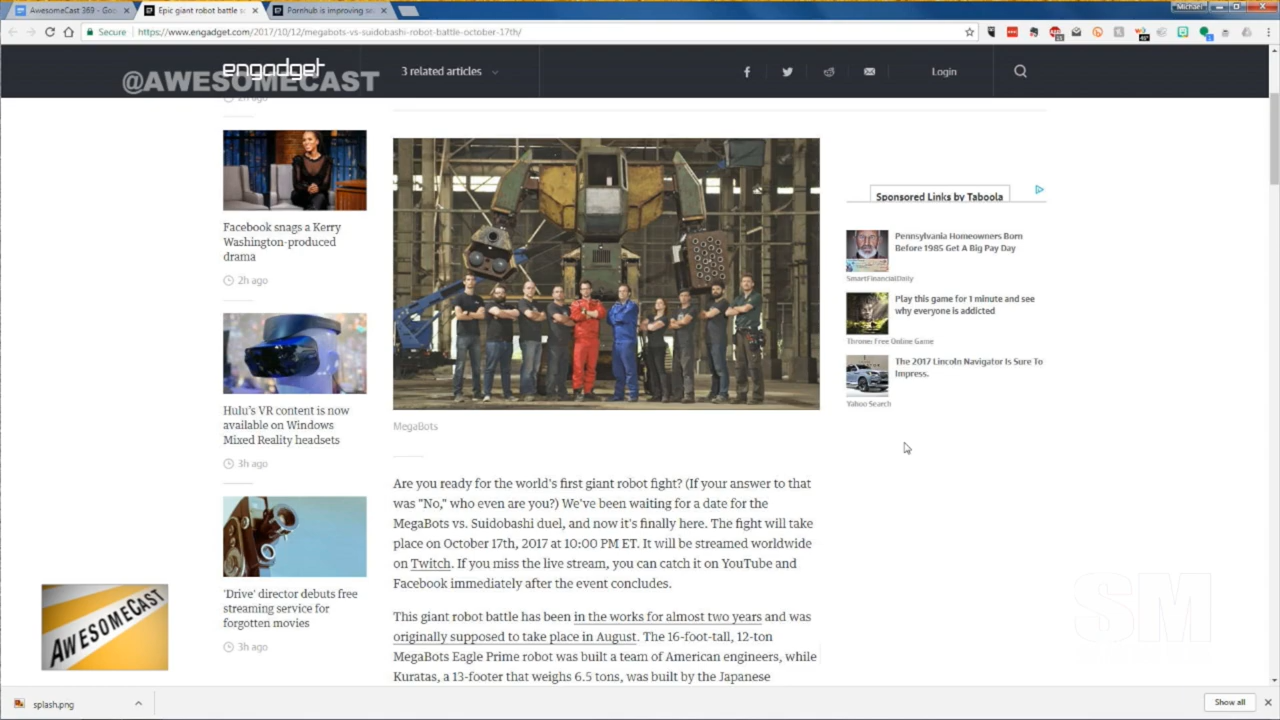 AwesomeCast 369 - Goo
Epic giant robot battle s
Pornhub is improving se
Michael
Secure
https://www.engadget.com/2017/10/12/megabots-vs-suidobashi-robot-battle-october-17th/
engadget
@AWESOMECAST
3 related articles
Login
2h ago
Facebook snags a Kerry
Washington-produced
drama
2h ago
Hulu's VR content is now
available on Windows
Mixed Reality headsets
3h ago
'Drive' director debuts free
streaming service for
forgotten movies
3h ago
AWESOMECAST
MegaBots
Are you ready for the world's first giant robot fight? (If your answer to that
was "No," who even are you?) We've been waiting for a date for the
MegaBots vs. Suidobashi duel, and now it's finally here. The fight will take
place on October 17th, 2017 at 10:00 PM ET. It will be streamed worldwide
on Twitch. If you miss the live stream, you can catch it on YouTube and
Facebook immediately after the event concludes.
This giant robot battle has been in the works for almost two years and was
originally supposed to take place in August. The 16-foot-tall, 12-ton
MegaBots Eagle Prime robot was built a team of American engineers, while
Kuratas, a 13-footer that weighs 6.5 tons, was built by the Japanese
Sponsored Links by Taboola
Pennsylvania Homeowners Born
Before 1985 Get A Big Pay Day
SmartFinancialDaily
Play this game for 1 minute and see
why everyone is addicted
Throne: Free Online Game
The 2017 Lincoln Navigator Is Sure To
Impress.
Yahoo Search
SM
splash.png
Show all